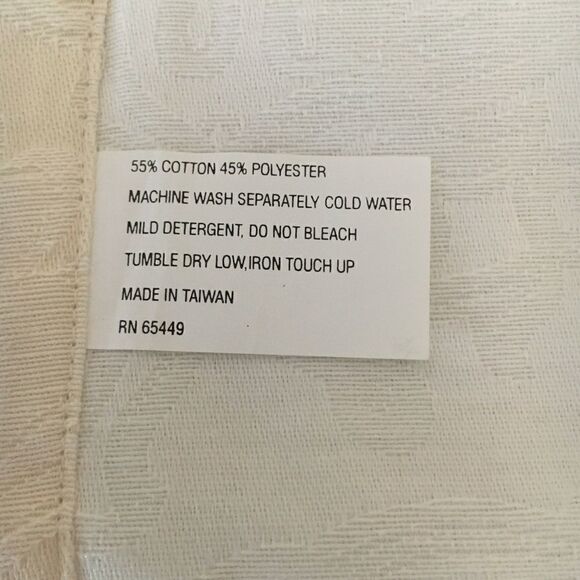 55% COTTON 45% POLYESTER
MACHINE WASH SEPARATELY COLD WATER
MILD DETERGENT, DO NOT BLEACH
TUMBLE DRY LOW,IRON TOUCH UP
MADE IN TAIWAN
RN 65449